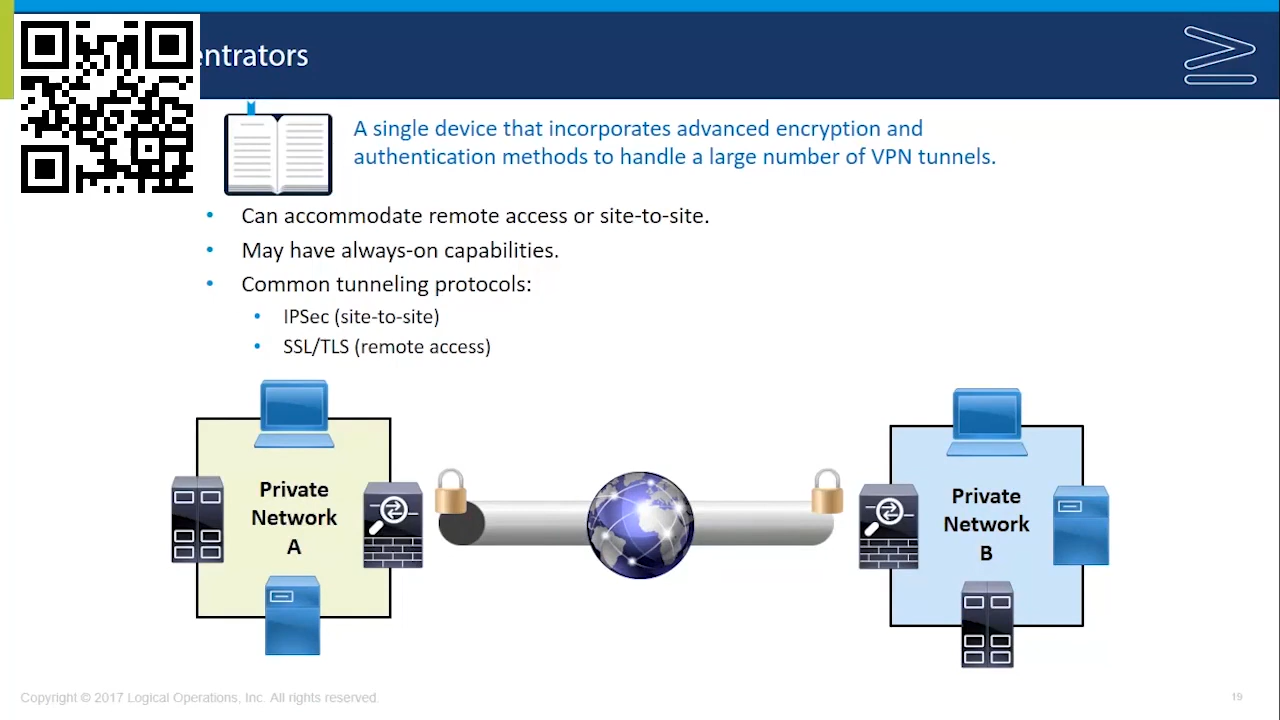 entrators
A single device that incorporates advanced encryption and
authentication methods to handle a large number of VPN tunnels.
• Can accommodate remote access or site-to-site.
• May have always-on capabilities.
• Common tunneling protocols:
• IPSec (site-to-site)
• SSL/TLS (remote access)
Private
Network
A
Private
Network
B
Copyright © 2017 Logical Operations, Inc. All rights reserved.
19